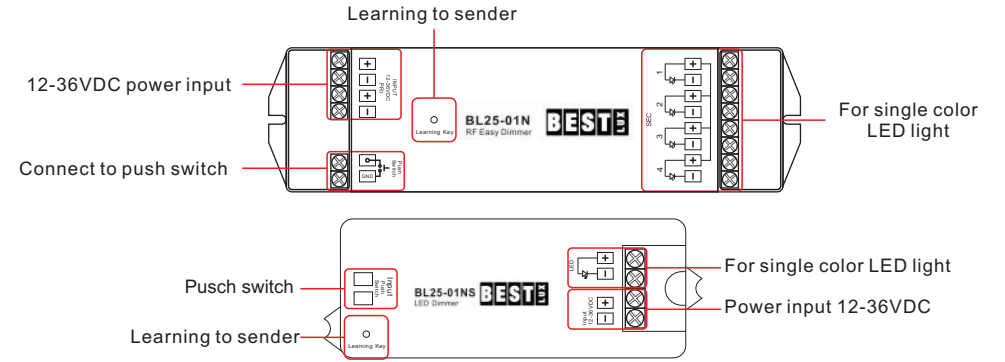 Learning to sender
12-36VDC power input
+
−
+
−
INPUT
12-36VDC
PRI
Learning Key
BL25-01N
RF Easy Dimmer
BEST LUX
SEC
1
+
−
2
+
−
3
+
−
4
+
−
For single color
LED light
Connect to push switch
GND
Push
Switch
Pusch switch
Input
Push
Switch
BL25-01NS
LED Dimmer
BEST LUX
LED
+
−
Input
12-36VDC
+
−
For single color LED light
Power input 12-36VDC
Learning to sender
Learning Key